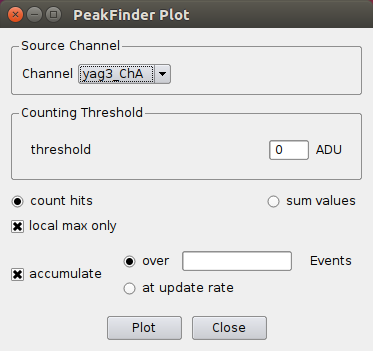 PeakFinder Plot
Source Channel
Channel yag3_ChA
Counting Threshold
threshold 0 ADU
count hits sum values
local max only
accumulate over Events
at update rate
Plot Close